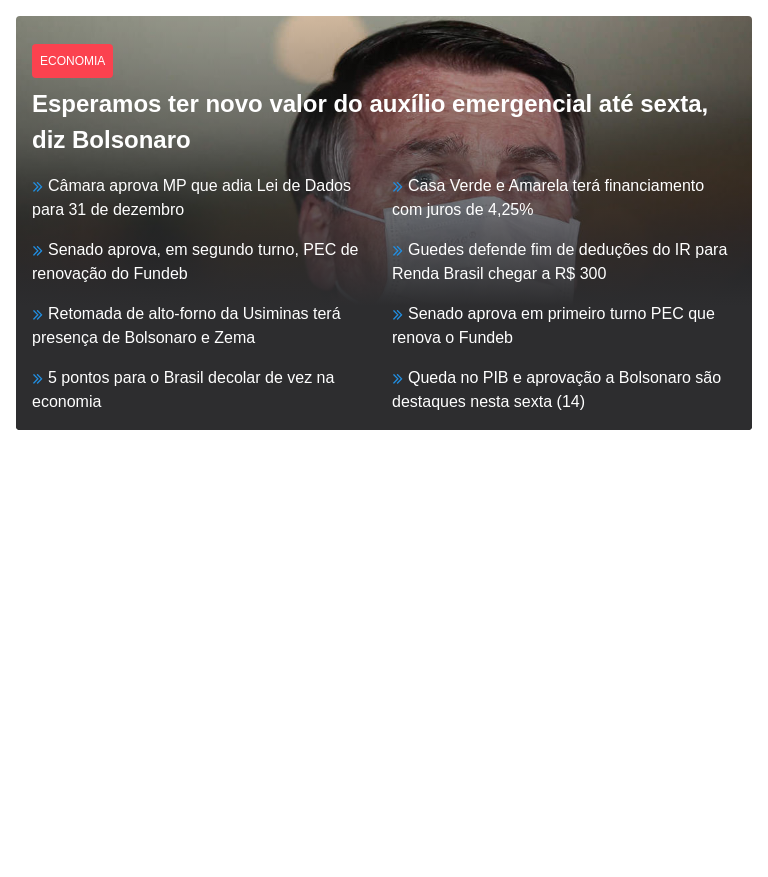 ECONOMIA
Esperamos ter novo valor do auxílio emergencial até sexta,
diz Bolsonaro
Câmara aprova MP que adia Lei de Dados
para 31 de dezembro
Casa Verde e Amarela terá financiamento
com juros de 4,25%
Senado aprova, em segundo turno, PEC de
renovação do Fundeb
Guedes defende fim de deduções do IR para
Renda Brasil chegar a R$ 300
Retomada de alto-forno da Usiminas terá
presença de Bolsonaro e Zema
Senado aprova em primeiro turno PEC que
renova o Fundeb
5 pontos para o Brasil decolar de vez na
economia
Queda no PIB e aprovação a Bolsonaro são
destaques nesta sexta (14)